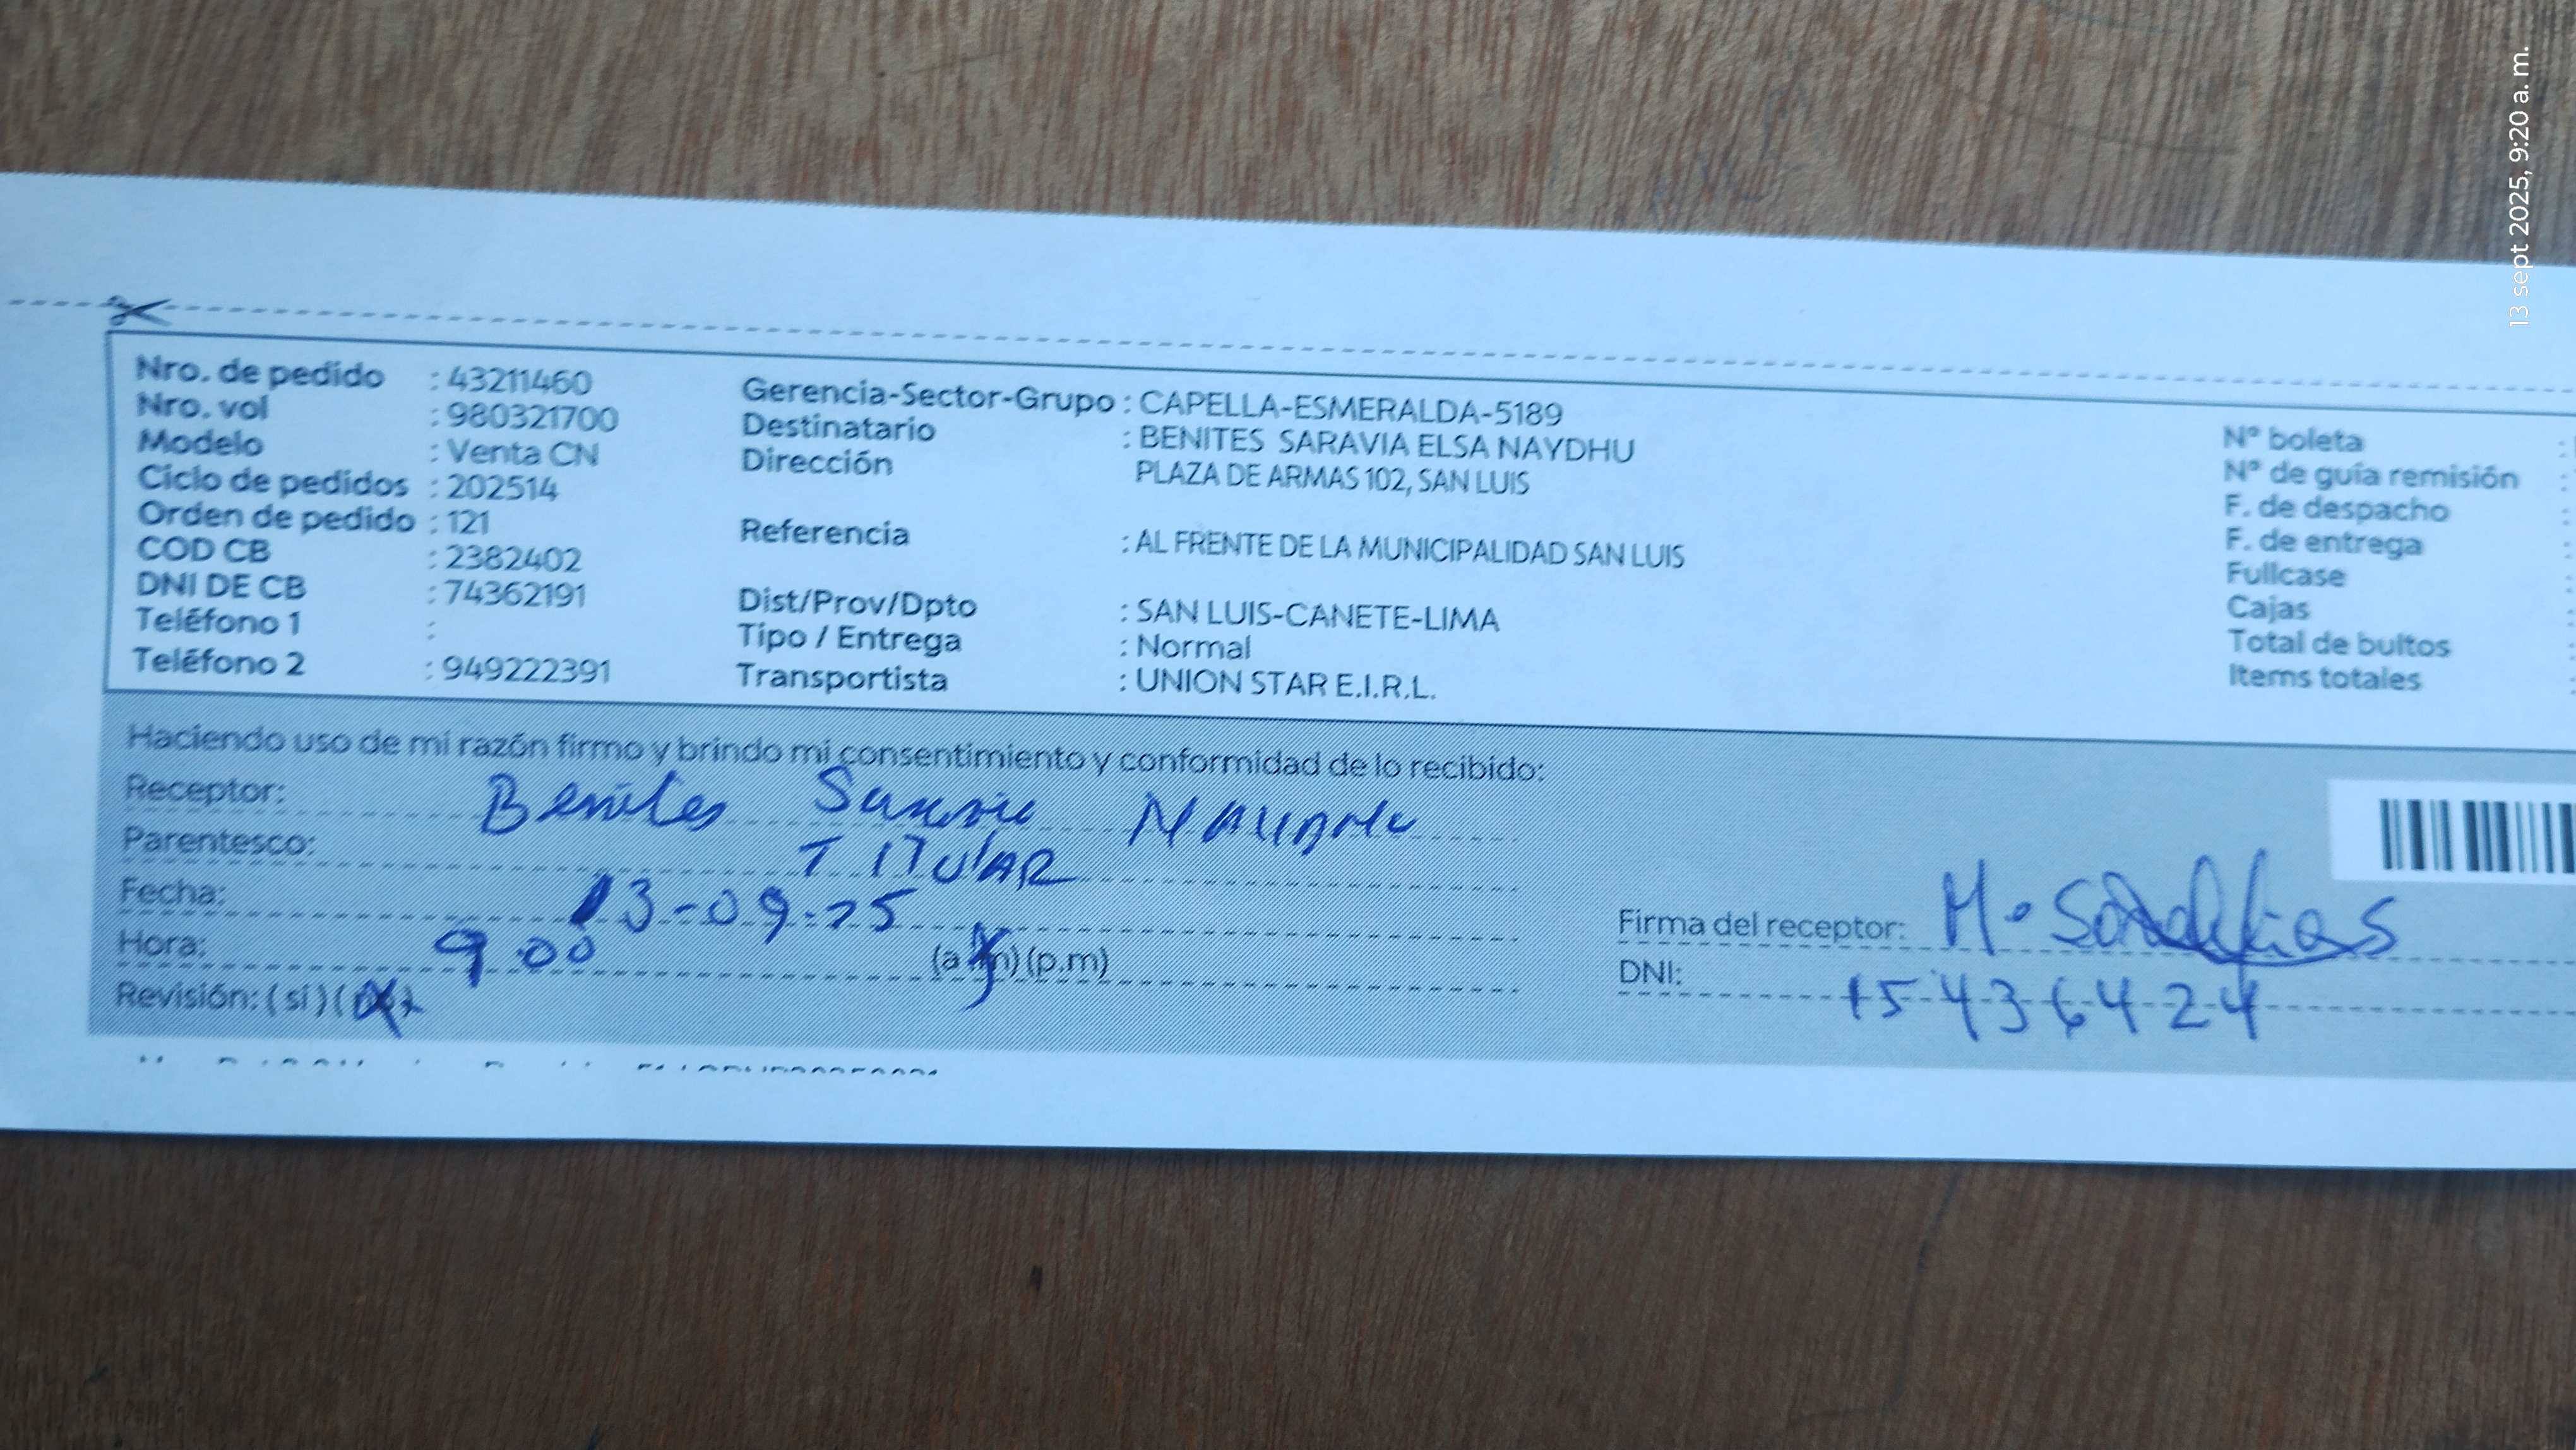 13 sept 2025, 9:20 a. m.
Nro. de pedido : 43211460
Nro. vol : 980321700
Modelo : Venta CN
Ciclo de pedidos : 202514
Orden de pedido : 121
COD CB : 2382402
DNI DE CB : 74362191
Teléfono 1 :
Teléfono 2 : 949222391
Gerencia-Sector-Grupo : CAPELLA-ESMERALDA-5189
Destinatario : BENITES SARAVIA ELSA NAYDHU
Dirección PLAZA DE ARMAS 102, SAN LUIS
Referencia : AL FRENTE DE LA MUNICIPALIDAD SAN LUIS
Dist/Prov/Dpto : SAN LUIS-CANETE-LIMA
Tipo / Entrega : Normal
Transportista : UNION STAR E.I.R.L.
N° boleta :
N° de guía remisión :
F. de despacho :
F. de entrega :
Fullcase
Cajas :
Total de bultos :
Items totales :
Haciendo uso de mi razón firmo y brindo mi consentimiento y conformidad de lo recibido:
Receptor: Benites
Parentesco: TITULAR
Fecha: 13-09-25
Hora: 9.00 (a.m) (p.m)
Revisión: (si) (no)
Firma del receptor:
DNI: 15436424